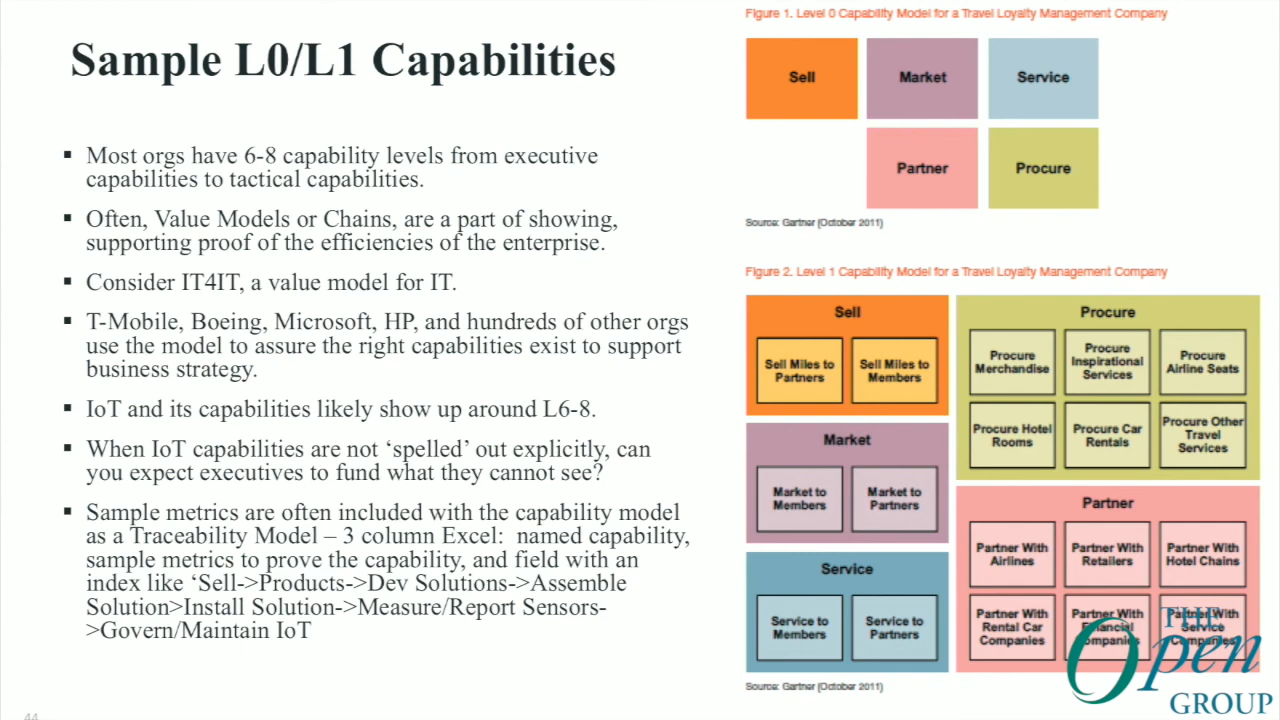 Sample L0/L1 Capabilities
▪ Most orgs have 6-8 capability levels from executive
capabilities to tactical capabilities.
▪ Often, Value Models or Chains, are a part of showing,
supporting proof of the efficiencies of the enterprise.
▪ Consider IT4IT, a value model for IT.
▪ T-Mobile, Boeing, Microsoft, HP, and hundreds of other orgs
use the model to assure the right capabilities exist to support
business strategy.
▪ IoT and its capabilities likely show up around L6-8.
▪ When IoT capabilities are not ‘spelled’ out explicitly, can
you expect executives to fund what they cannot see?
▪ Sample metrics are often included with the capability model
as a Traceability Model – 3 column Excel: named capability,
sample metrics to prove the capability, and field with an
index like ‘Sell->Products->Dev Solutions->Assemble
Solution>Install Solution->Measure/Report Sensors-
>Govern/Maintain IoT
44
Figure 1. Level 0 Capability Model for a Travel Loyalty Management Company
Sell
Market
Service
Partner
Procure
Source: Gartner (October 2011)
Figure 2. Level 1 Capability Model for a Travel Loyalty Management Company
Sell
Sell Miles to
Partners
Sell Miles to
Members
Market
Market to
Members
Market to
Partners
Service
Service to
Members
Service to
Partners
Procure
Procure
Merchandise
Procure
Inspirational
Services
Procure
Airline Seats
Procure Hotel
Rooms
Procure Car
Rentals
Procure Other
Travel
Services
Partner
Partner With
Airlines
Partner With
Retailers
Partner With
Hotel Chains
Partner With
Rental Car
Companies
Partner With
Financial
Companies
Partner With
Service
Companies
Source: Gartner (October 2011)
THE
Open
GROUP